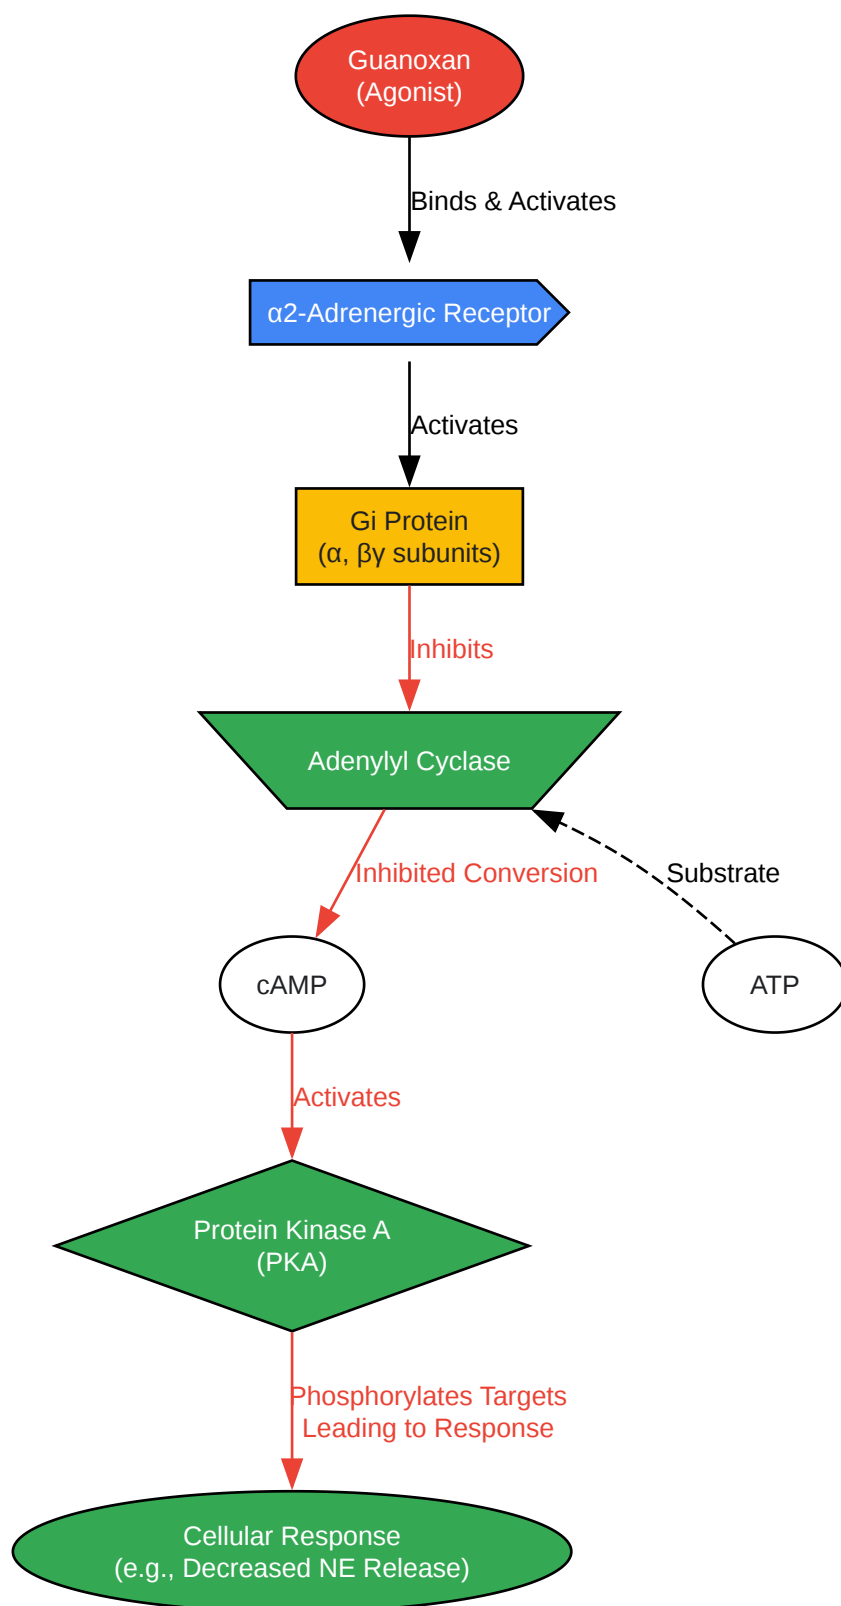 Guanoxan
(Agonist)
Binds & Activates
α2-Adrenergic Receptor
Activates
Gi Protein
(α, βγ subunits)
Inhibits
Adenylyl Cyclase
Inhibited Conversion
Substrate
cAMP
ATP
Activates
Protein Kinase A
(PKA)
Phosphorylates Targets
Leading to Response
Cellular Response
(e.g., Decreased NE Release)